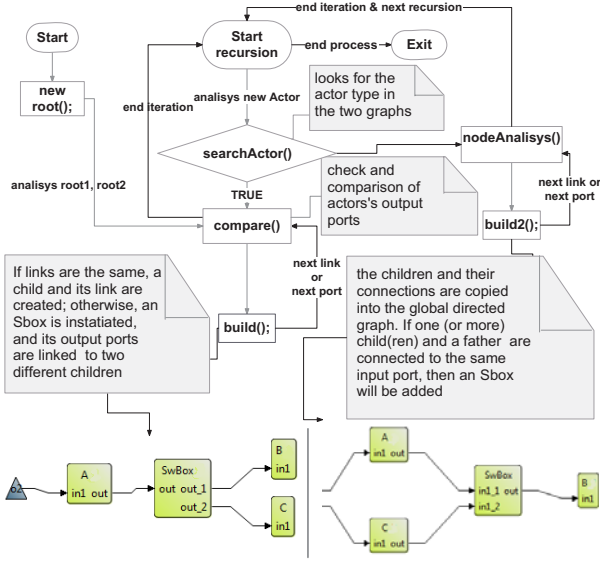 end iteration & next recursion
Start
Start
recursion
end process
Exit
new
root();
end iteration
analisys new Actor
looks for the
actor type in
the two graphs
searchActor()
nodeAnalisys()
analisys root1, root2
TRUE
check and
comparison of
actors's output
ports
next link or
next port
compare()
build2();
next link
or
next port
If links are the same, a
child and its link are
created; otherwise, an
Sbox is instatiated,
and its output ports
are linked to two
different children
build();
the children and their
connections are copied
into the global directed
graph. If one (or more)
child(ren) and a father are
connected to the same
input port, then an Sbox
will be added
A
in1 out
SwBox
out out_1
out_2
B
in1
C
in1
A
in1 out
C
in1 out
SwBox
in1_1 out
in1_2
B
in1